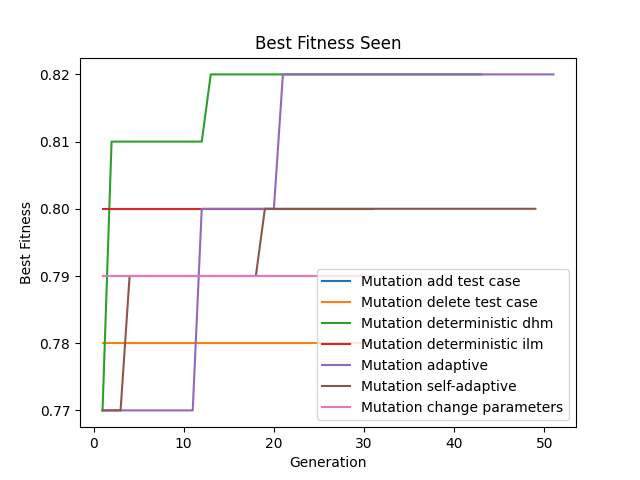 Best Fitness Seen
0.82
0.81
0.80
0.79
0.78
0.77
Best Fitness
0 10 20 30 40 50
Generation
Mutation add test case
Mutation delete test case
Mutation deterministic dhm
Mutation deterministic ilm
Mutation adaptive
Mutation self-adaptive
Mutation change parameters